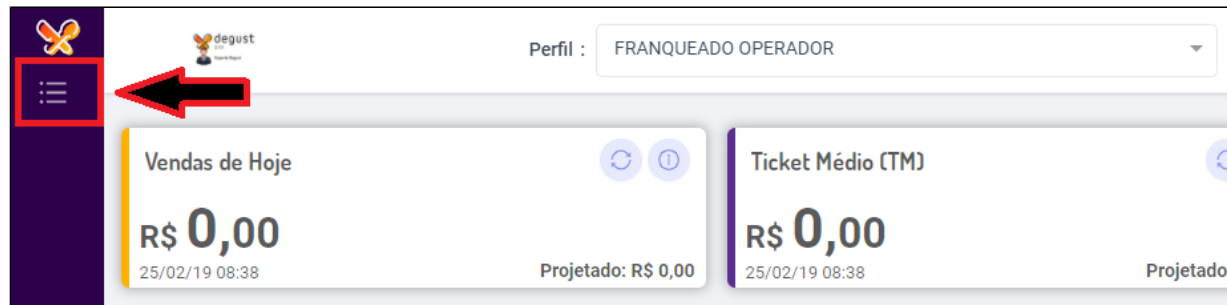 degust
Perfil : FRANQUEADO OPERADOR
Vendas de Hoje
R$ 0,00
25/02/19 08:38 Projetado: R$ 0,00
Ticket Médio (TM)
R$ 0,00
25/02/19 08:38 Projetado